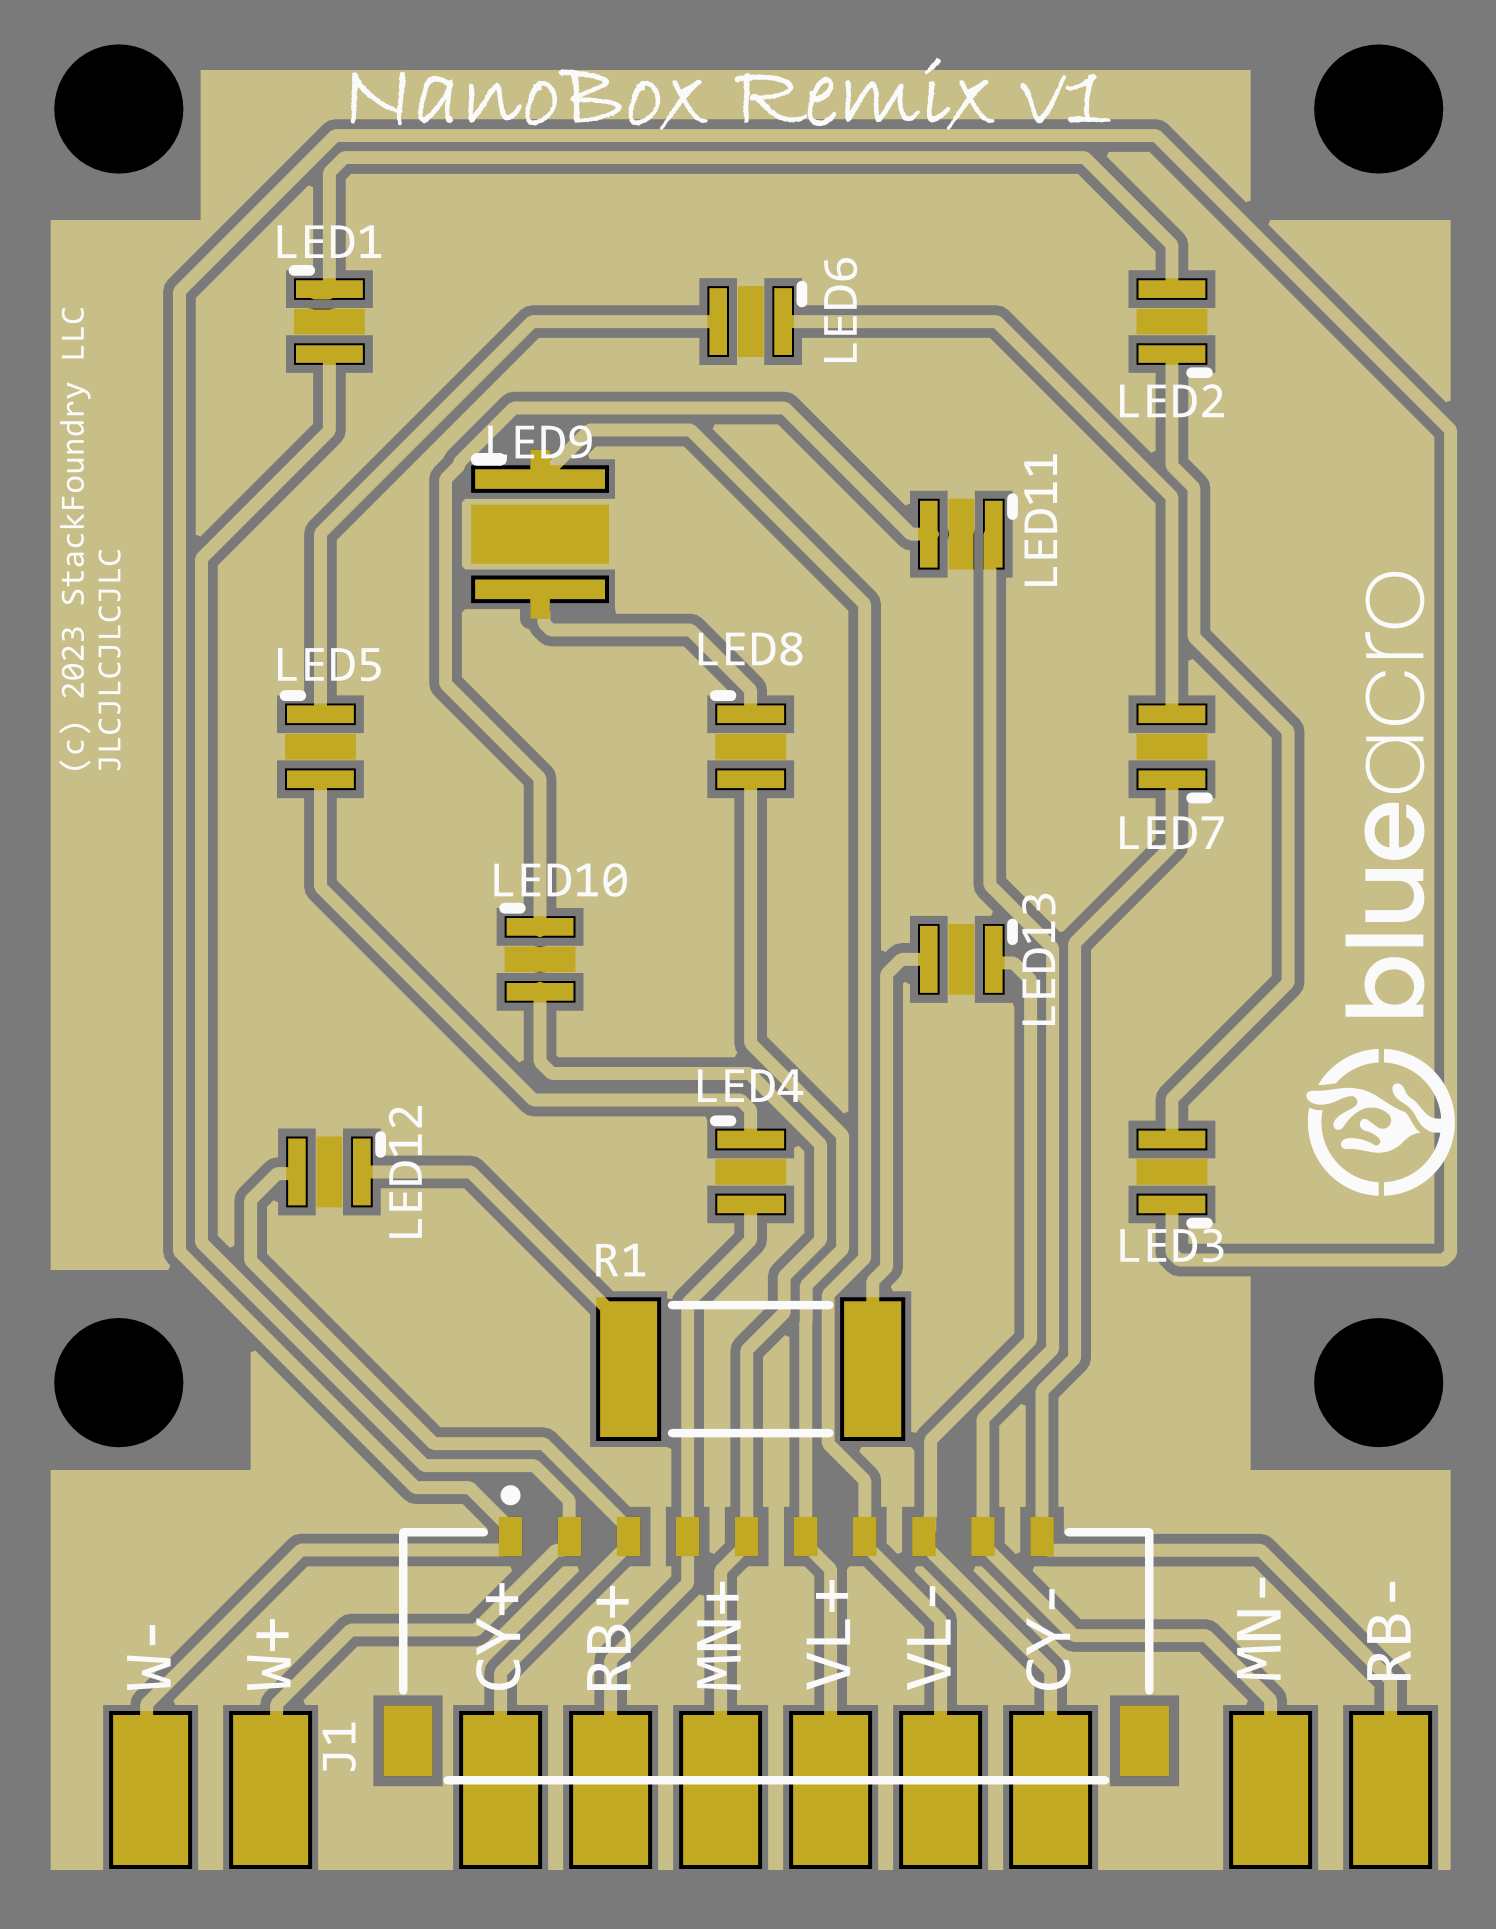 NanoBox Remix v1
LED1
LED6
LED2
(c) 2023 StackFoundry LLC
JLCJLCJLCJLC
LED9
LED11
LED5
LED8
LED7
blueacro
LED10
LED13
LED4
LED12
LED3
R1
W-
W+
CY+
RB+
MN+
VL+
VL-
CY-
MN-
RB-
J1